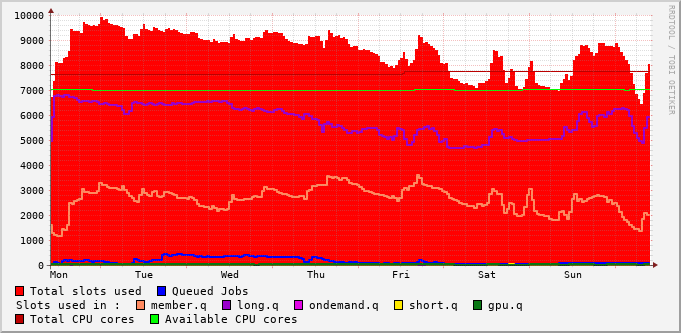 RRDTOOL / TOBI OETIKER
10000
9000
8000
7000
6000
5000
4000
3000
2000
1000
0
Mon Tue Wed Thu Fri Sat Sun
Total slots used Queued Jobs
Slots used in : member.q long.q ondemand.q short.q gpu.q
Total CPU cores Available CPU cores